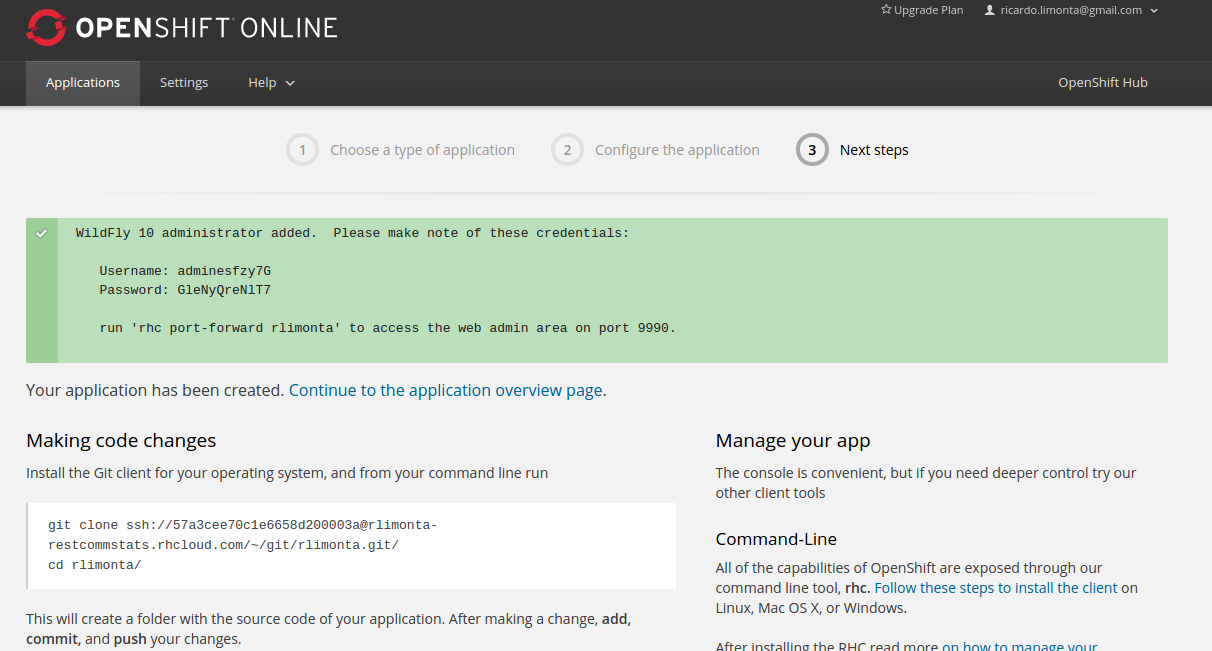 OPENSHIFT ONLINE
Upgrade Plan
ricardo.limonta@gmail.com
Applications
Settings
Help
OpenShift Hub
1 Choose a type of application
2 Configure the application
3 Next steps
WildFly 10 administrator added.  Please make note of these credentials:
Username: adminesfzy7G
Password: GleNyQreNlT7
run 'rhc port-forward rlimonta' to access the web admin area on port 9990.
Your application has been created. Continue to the application overview page.
Making code changes
Install the Git client for your operating system, and from your command line run
git clone ssh://57a3cee70c1e6658d200003a@rlimonta-
restcommstats.rhcloud.com/~/git/rlimonta.git/
cd rlimonta/
This will create a folder with the source code of your application. After making a change, add,
commit, and push your changes.
Manage your app
The console is convenient, but if you need deeper control try our
other client tools
Command-Line
All of the capabilities of OpenShift are exposed through our
command line tool, rhc. Follow these steps to install the client on
Linux, Mac OS X, or Windows.
After installing the RHC read more on how to manage your